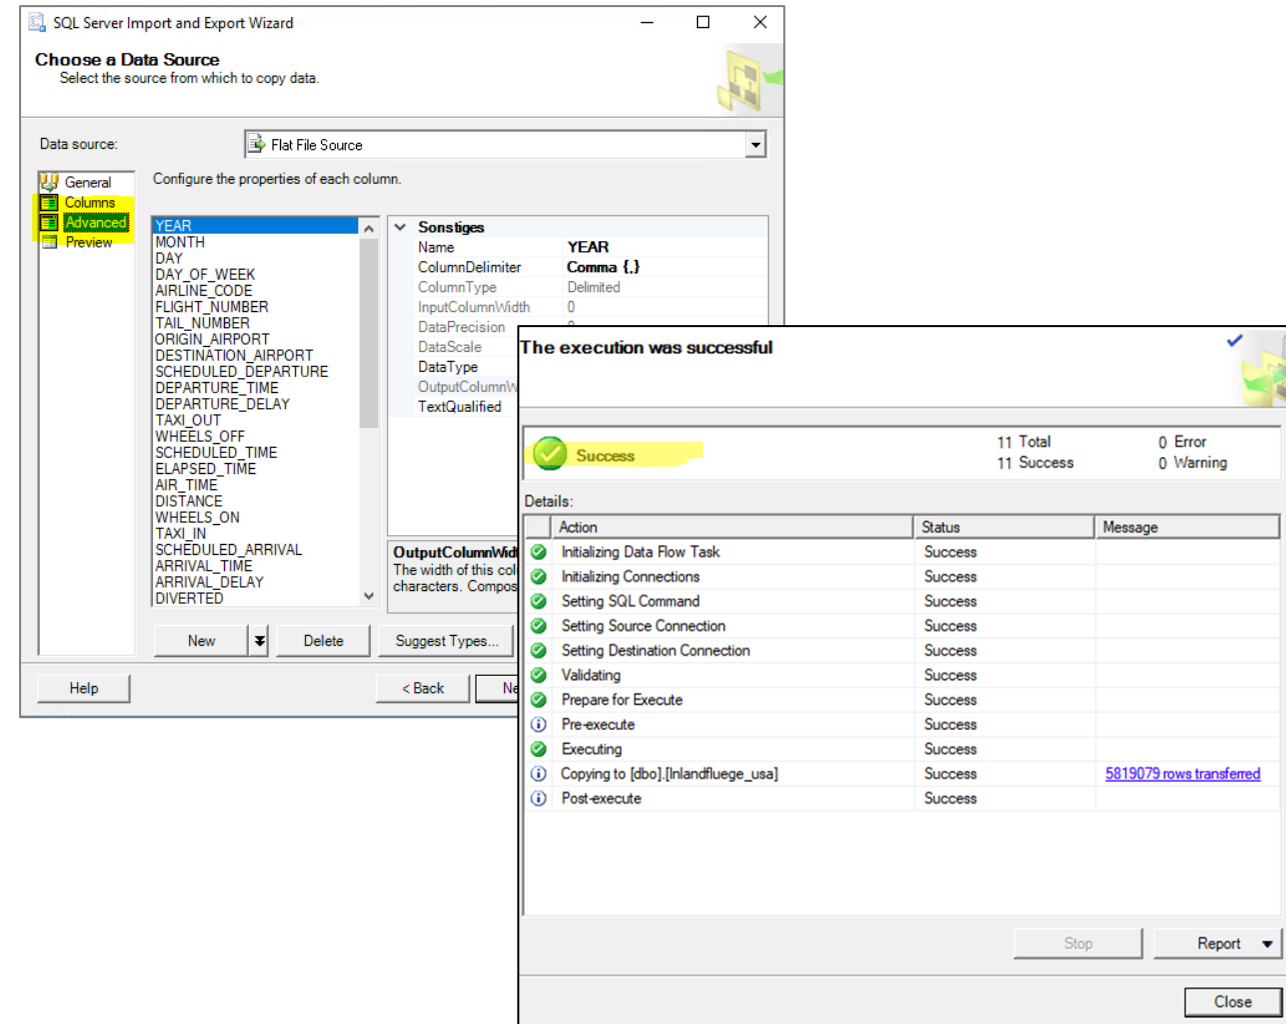 SQL Server Import and Export Wizard
Choose a Data Source
Select the source from which to copy data.
Data source:
Flat File Source
General
Columns
Advanced
Preview
Configure the properties of each column.
YEAR
MONTH
DAY
DAY_OF_WEEK
AIRLINE_CODE
FLIGHT_NUMBER
TAIL_NUMBER
ORIGIN_AIRPORT
DESTINATION_AIRPORT
SCHEDULED_DEPARTURE
DEPARTURE_TIME
DEPARTURE_DELAY
TAXI_OUT
WHEELS_OFF
SCHEDULED_TIME
ELAPSED_TIME
AIR_TIME
DISTANCE
WHEELS_ON
TAXI_IN
SCHEDULED_ARRIVAL
ARRIVAL_TIME
ARRIVAL_DELAY
DIVERTED
Sonstiges
Name YEAR
ColumnDelimiter Comma {,}
ColumnType Delimited
InputColumnWidth 0
DataPrecision
DataScale
DataType
OutputColumnW
TextQualified
OutputColumnWidt
The width of this col
characters. Compos
New
Delete
Suggest Types...
Help
< Back
Ne
The execution was successful
Success
11 Total 0 Error
11 Success 0 Warning
Details:
Action Status Message
Initializing Data Flow Task Success
Initializing Connections Success
Setting SQL Command Success
Setting Source Connection Success
Setting Destination Connection Success
Validating Success
Prepare for Execute Success
Pre-execute Success
Executing Success
Copying to [dbo].[Inlandfluege_usa] Success 5819079 rows transferred
Post-execute Success
Stop
Report
Close